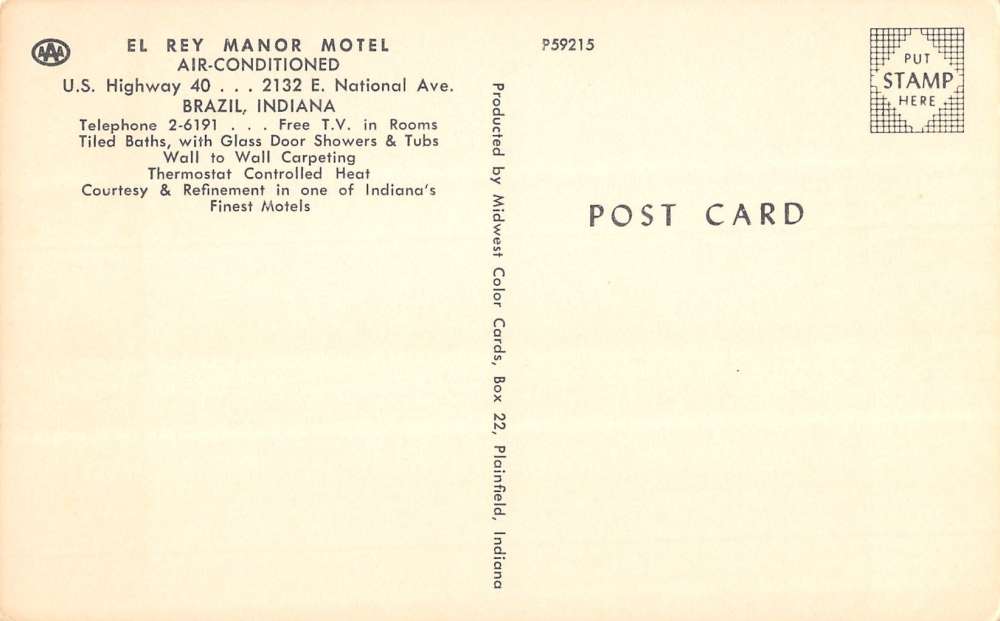 AAA
EL REY MANOR MOTEL
AIR-CONDITIONED
U.S. Highway 40 . . . 2132 E. National Ave.
BRAZIL, INDIANA
Telephone 2-6191 . . . Free T.V. in Rooms
Tiled Baths, with Glass Door Showers & Tubs
Wall to Wall Carpeting
Thermostat Controlled Heat
Courtesy & Refinement in one of Indiana's
Finest Motels
Producted by Midwest Color Cards, Box 22, Plainfield, Indiana
P59215
PUT
STAMP
HERE
POST CARD